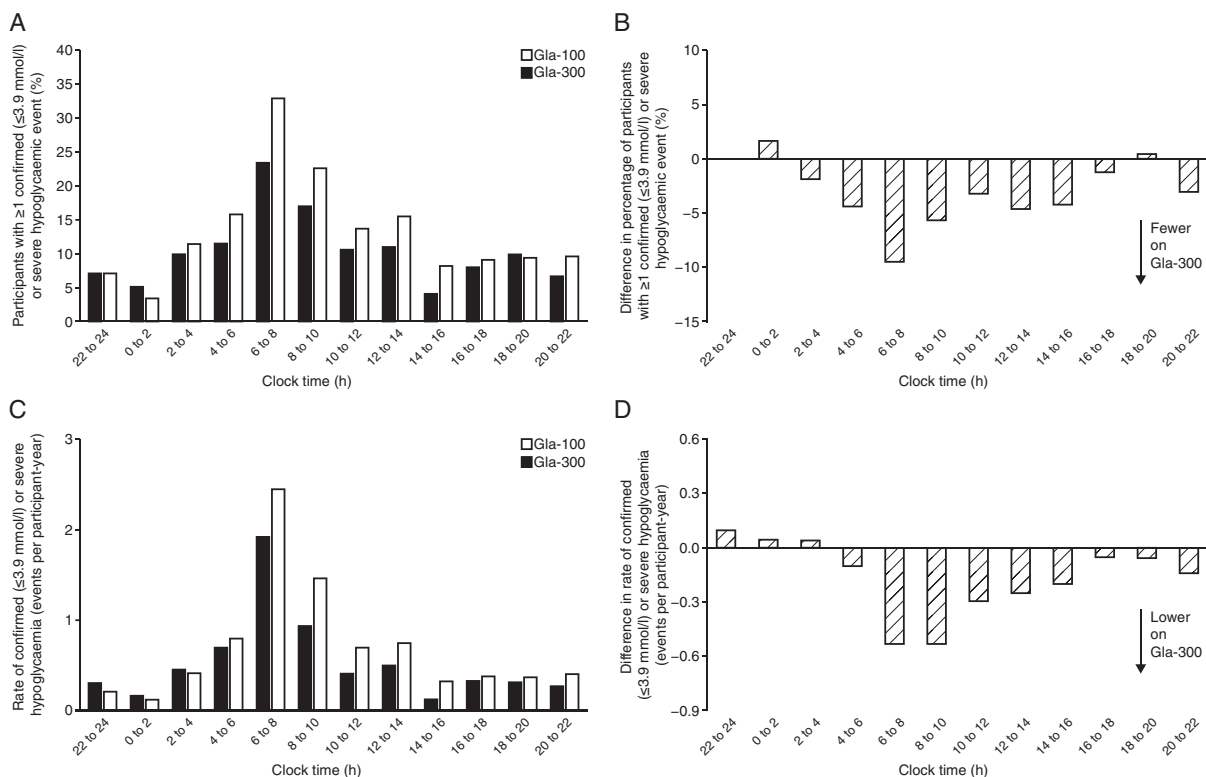 A
Participants with ≥1 confirmed (≤3.9 mmol/l)
or severe hypoglycaemic event (%)
40
35
30
25
20
15
10
5
0
Gla-100
Gla-300
22 to 24
0 to 2
2 to 4
4 to 6
6 to 8
8 to 10
10 to 12
12 to 14
14 to 16
16 to 18
18 to 20
20 to 22
Clock time (h)
B
Difference in percentage of participants
with ≥1 confirmed (≤3.9 mmol/l) or severe
hypoglycaemic event (%)
10
5
0
−5
−10
−15
Fewer
on
Gla-300
22 to 24
0 to 2
2 to 4
4 to 6
6 to 8
8 to 10
10 to 12
12 to 14
14 to 16
16 to 18
18 to 20
20 to 22
Clock time (h)
C
Rate of confirmed (≤3.9 mmol/l) or severe
hypoglycaemia (events per participant-year)
3
2
1
0
Gla-100
Gla-300
22 to 24
0 to 2
2 to 4
4 to 6
6 to 8
8 to 10
10 to 12
12 to 14
14 to 16
16 to 18
18 to 20
20 to 22
Clock time (h)
D
Difference in rate of confirmed
(≤3.9 mmol/l) or severe hypoglycaemia
(events per participant-year)
0.6
0.3
0.0
−0.3
−0.6
−0.9
Lower
on
Gla-300
22 to 24
0 to 2
2 to 4
4 to 6
6 to 8
8 to 10
10 to 12
12 to 14
14 to 16
16 to 18
18 to 20
20 to 22
Clock time (h)